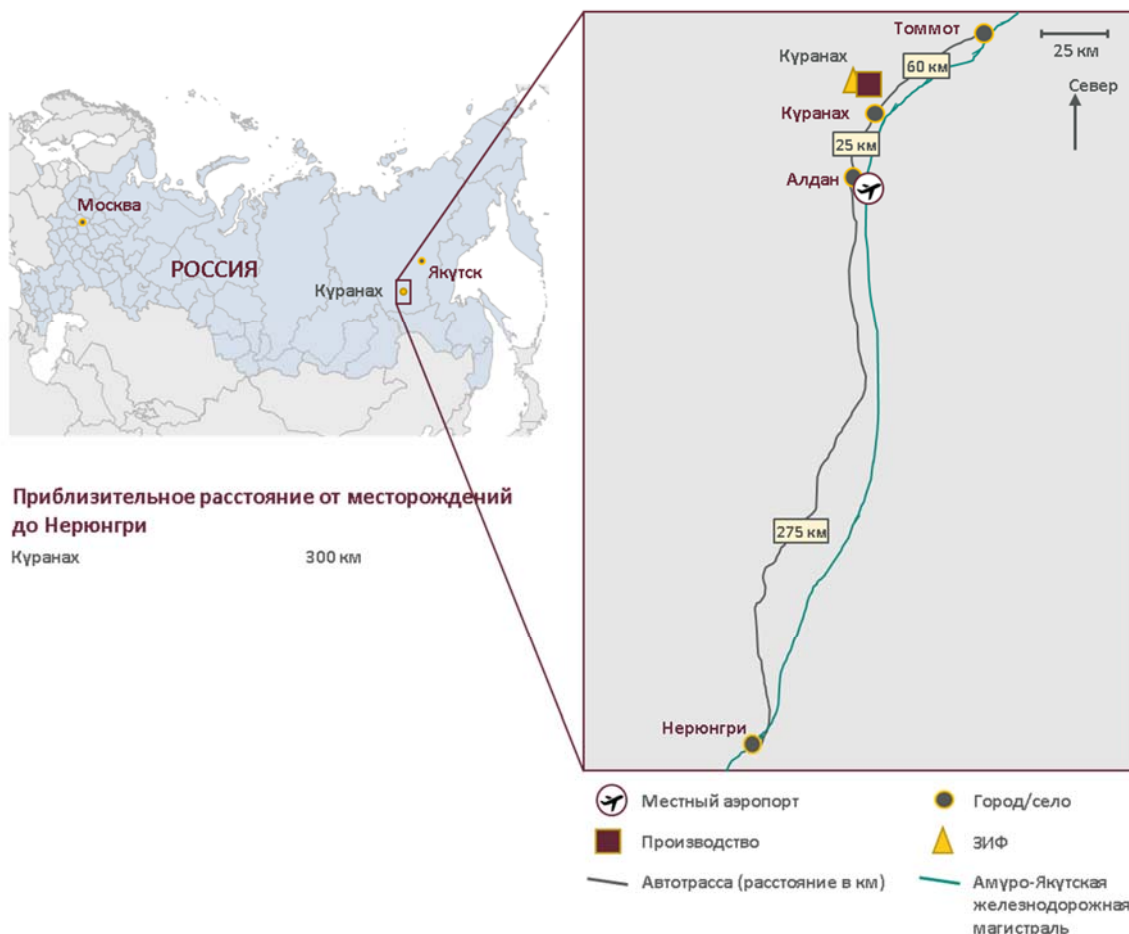 Москва
РОССИЯ
Якутск
Куранах
Приблизительное расстояние от месторождений
до Нерюнгри
Куранах 300 км
Томмот
25 км
Куранах
60 км
Север
Куранах
25 км
Алдан
275 км
Нерюнгри
Местный аэропорт
Город/село
Производство
ЗИФ
Автотрасса (расстояние в км)
Амуро-Якутская
железнодорожная
магистраль